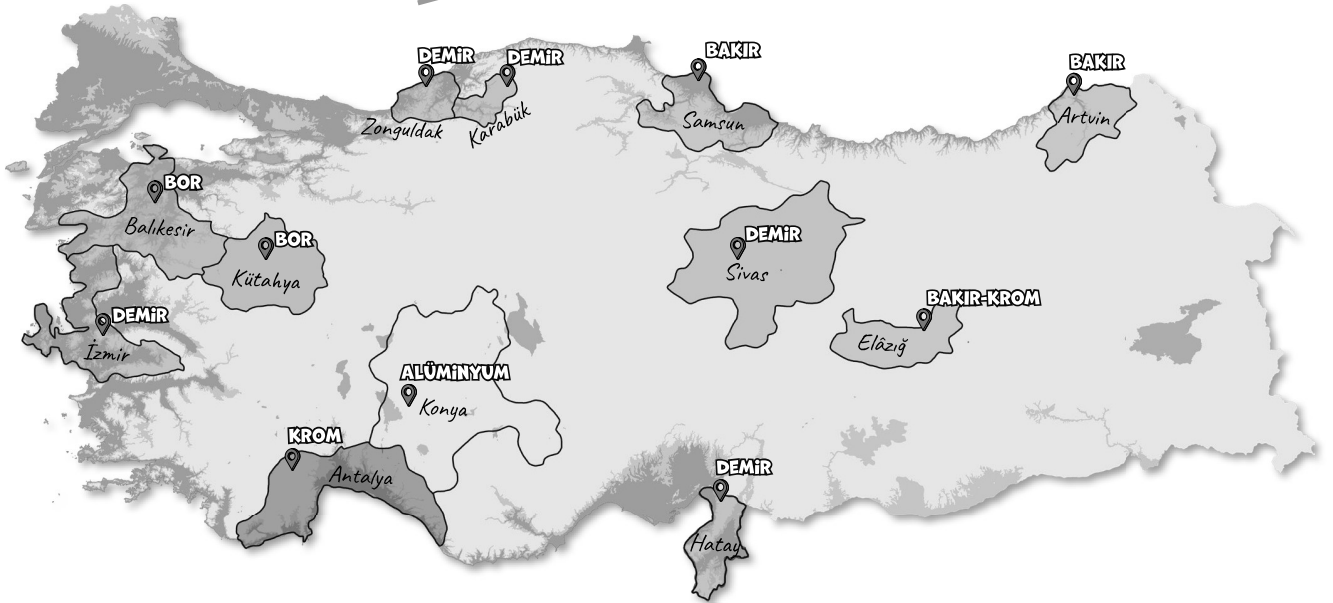 DEMİR
DEMİR
BAKIR
BAKIR
Zonguldak
Karabük
Samsun
Artvin
BOR
Balıkesir
BOR
Kütahya
DEMİR
Sivas
BAKIR-KROM
Elâzığ
DEMİR
İzmir
ALÜMİNYUM
Konya
KROM
Antalya
DEMİR
Hatay